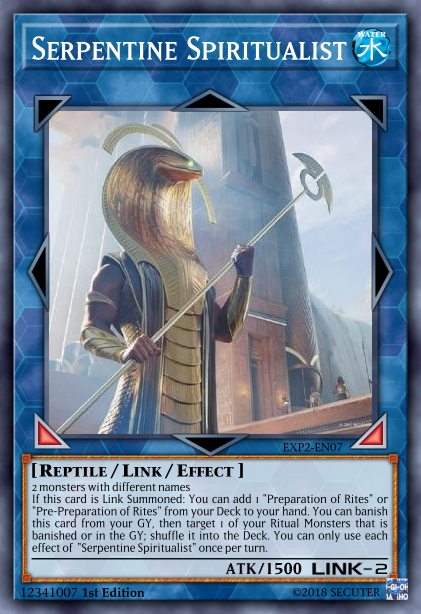 SERPENTINE SPIRITUALIST
WATER
水
EXP2-EN07
[ REPTILE / LINK / EFFECT ]
2 monsters with different names
If this card is Link Summoned: You can add 1 "Preparation of Rites" or
"Pre-Preparation of Rites" from your Deck to your hand. You can banish
this card from your GY, then target 1 of your Ritual Monsters that is
banished or in the GY; shuffle it into the Deck. You can only use each
effect of "Serpentine Spiritualist" once per turn.
ATK/1500 LINK-2
12341007 1st Edition
©2018 SECUTER